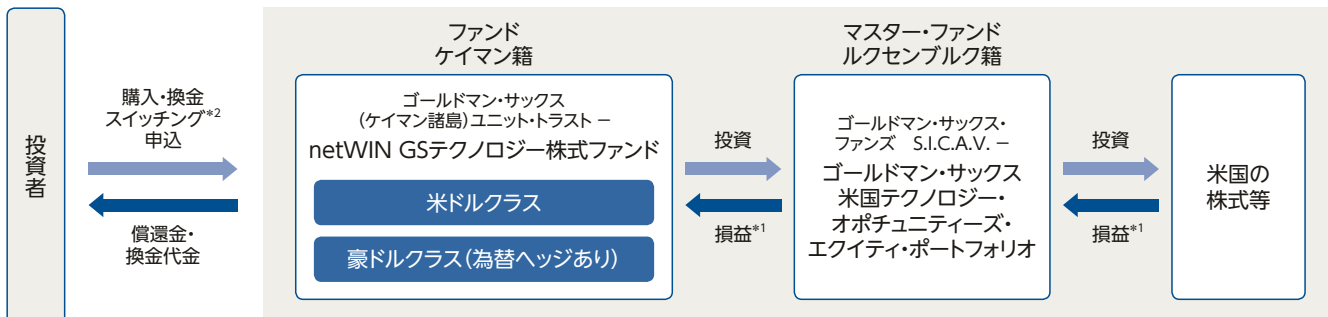 投資者
購入・換金
スイッチング*2
申込
償還金・
換金代金
ファンド
ケイマン籍
ゴールドマン・サックス
(ケイマン諸島)ユニット・トラスト −
netWIN GSテクノロジー株式ファンド
米ドルクラス
豪ドルクラス(為替ヘッジあり)
投資
損益*1
マスター・ファンド
ルクセンブルク籍
ゴールドマン・サックス・
ファンズ S.I.C.A.V. −
ゴールドマン・サックス
米国テクノロジー・
オポチュニティーズ・
エクイティ・ポートフォリオ
投資
損益*1
米国の
株式等